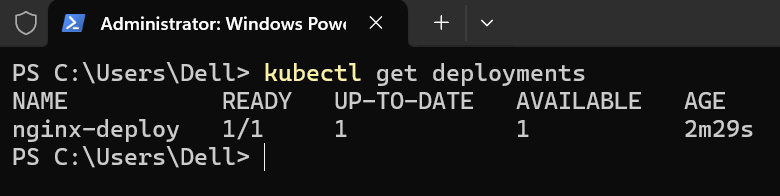 Administrator: Windows Powe
PS C:\Users\Dell> kubectl get deployments
NAME READY UP-TO-DATE AVAILABLE AGE
nginx-deploy 1/1 1 1 2m29s
PS C:\Users\Dell>